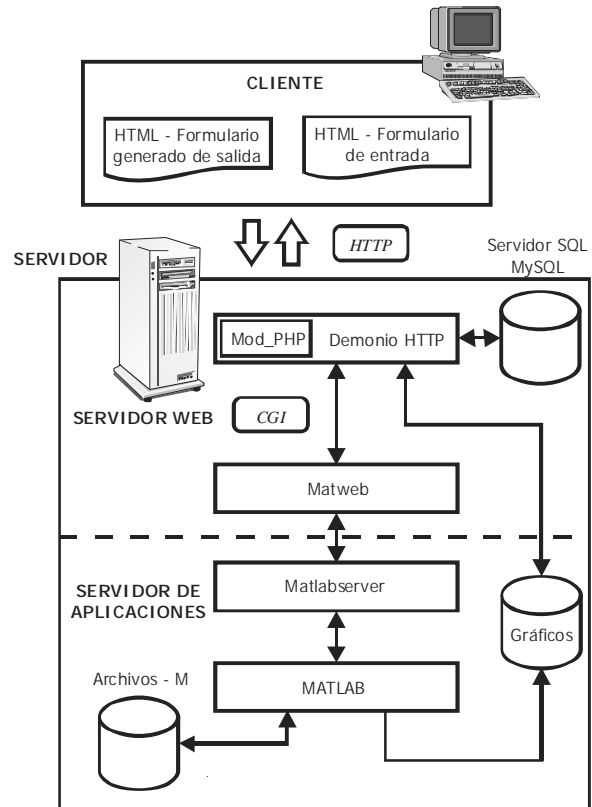 CLIENTE
HTML - Formulario
generado de salida
HTML - Formulario
de entrada
HTTP
SERVIDOR
Servidor SQL
MySQL
Mod_PHP
Demonio HTTP
SERVIDOR WEB
CGI
Matweb
SERVIDOR DE
APLICACIONES
Matlabserver
Gráficos
Archivos - M
MATLAB